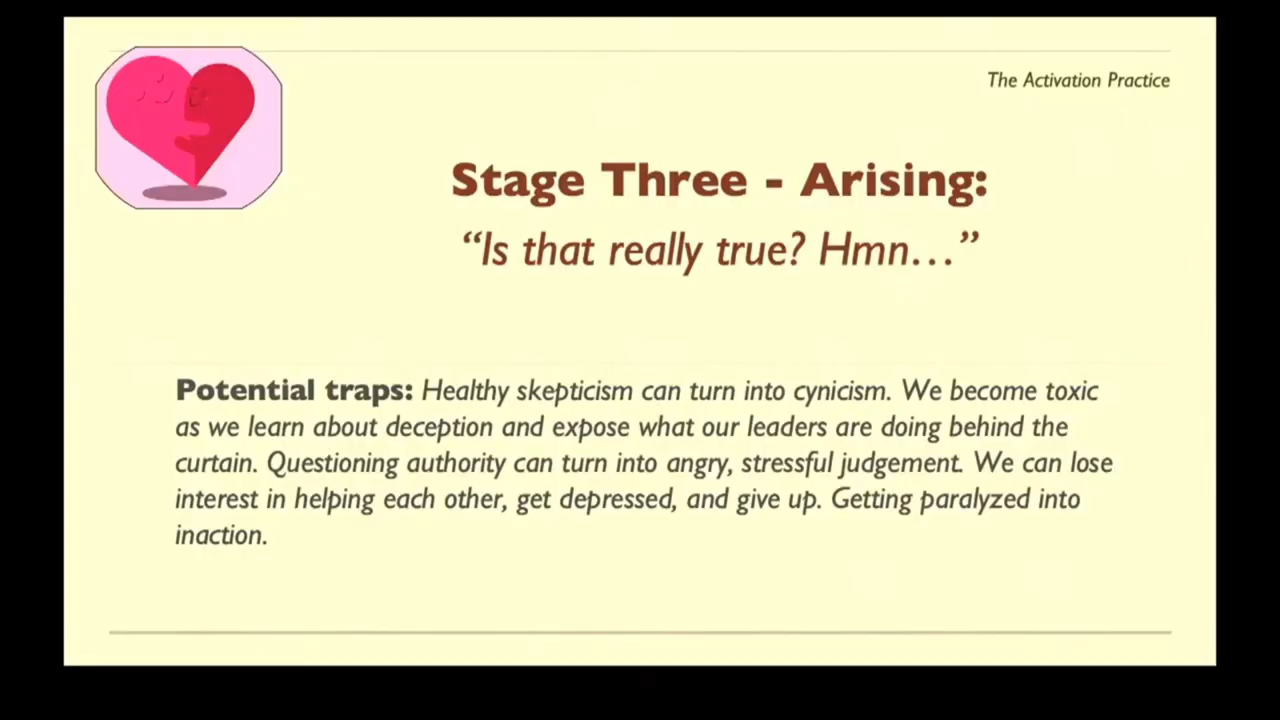 The Activation Practice
Stage Three - Arising:
“Is that really true? Hmn…”
Potential traps: Healthy skepticism can turn into cynicism. We become toxic
as we learn about deception and expose what our leaders are doing behind the
curtain. Questioning authority can turn into angry, stressful judgement. We can lose
interest in helping each other, get depressed, and give up. Getting paralyzed into
inaction.